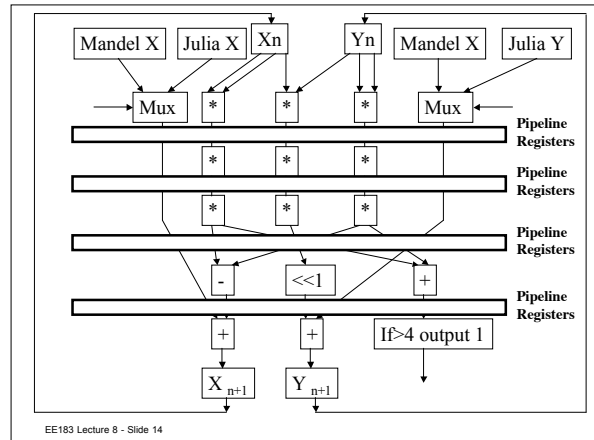 Mandel X
Julia X
Xn
Yn
Mandel X
Julia Y
Mux
*
*
*
Mux
Pipeline
Registers
*
*
*
Pipeline
Registers
*
*
*
Pipeline
Registers
-
<<1
+
Pipeline
Registers
+
+
If>4 output 1
X n+1
Y n+1
EE183 Lecture 8 - Slide 14